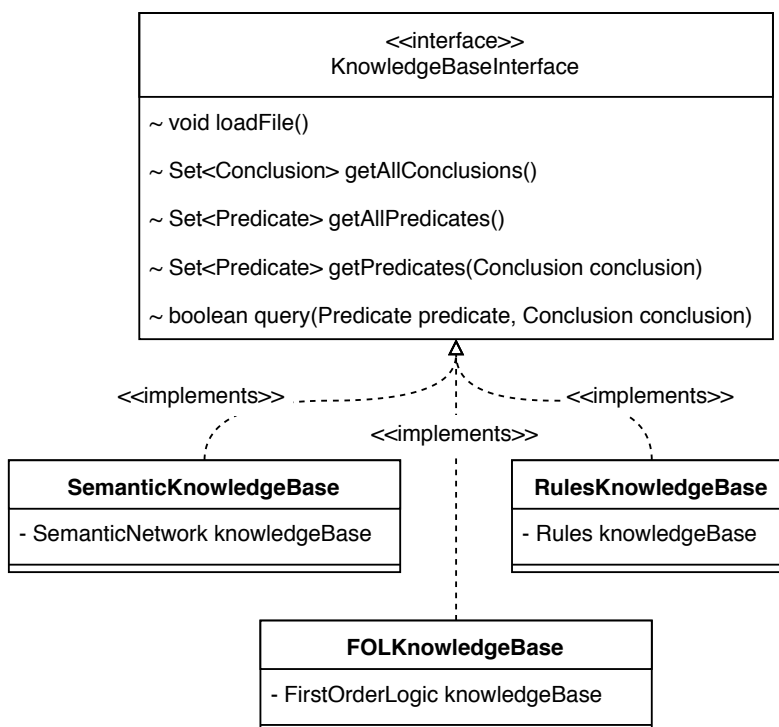 <<interface>>
KnowledgeBaseInterface
~ void loadFile()
~ Set<Conclusion> getAllConclusions()
~ Set<Predicate> getAllPredicates()
~ Set<Predicate> getPredicates(Conclusion conclusion)
~ boolean query(Predicate predicate, Conclusion conclusion)
<<implements>>
<<implements>>
<<implements>>
SemanticKnowledgeBase
- SemanticNetwork knowledgeBase
RulesKnowledgeBase
- Rules knowledgeBase
FOLKnowledgeBase
- FirstOrderLogic knowledgeBase